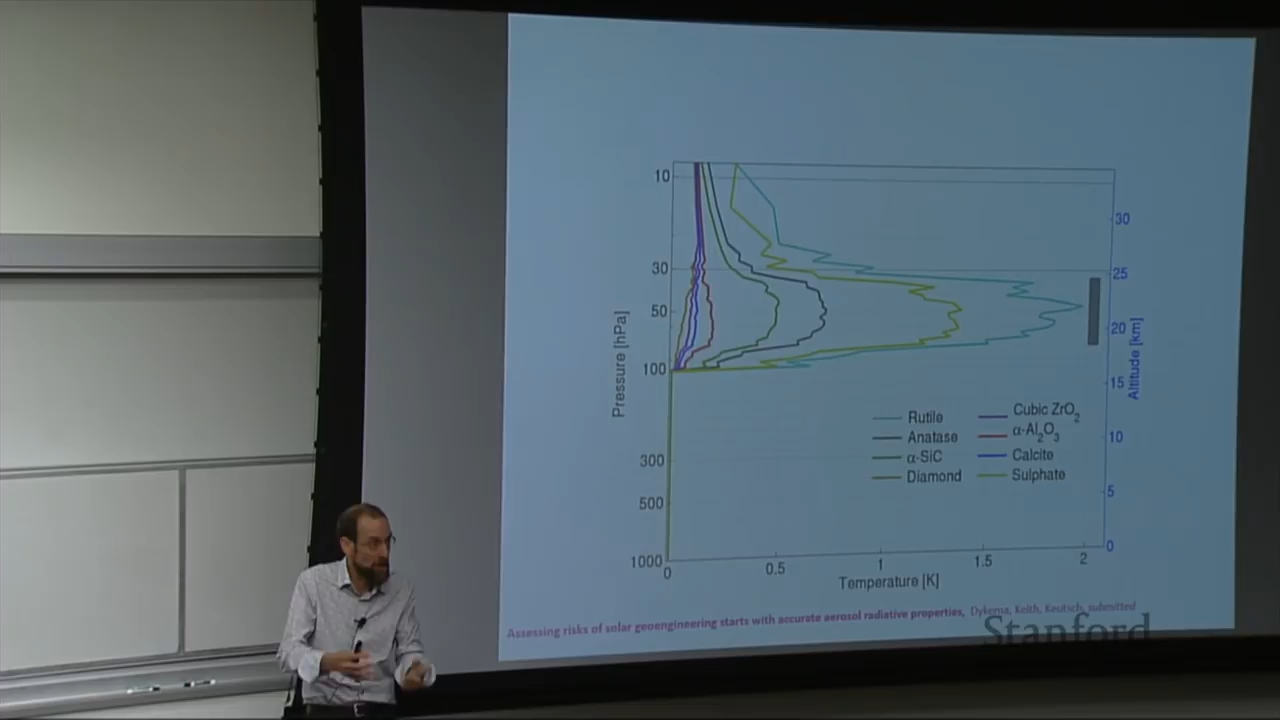 10
30
50
100
300
500
1000
Pressure [hPa]
0
0.5
1
1.5
2
Temperature [K]
30
25
20
15
10
5
0
Altitude [km]
Rutile
Anatase
α-SiC
Diamond
Cubic ZrO2
α-Al2O3
Calcite
Sulphate
Assessing risks of solar geoengineering starts with accurate aerosol radiative properties, Dykema, Keith, Keutsch, submitted
Stanford